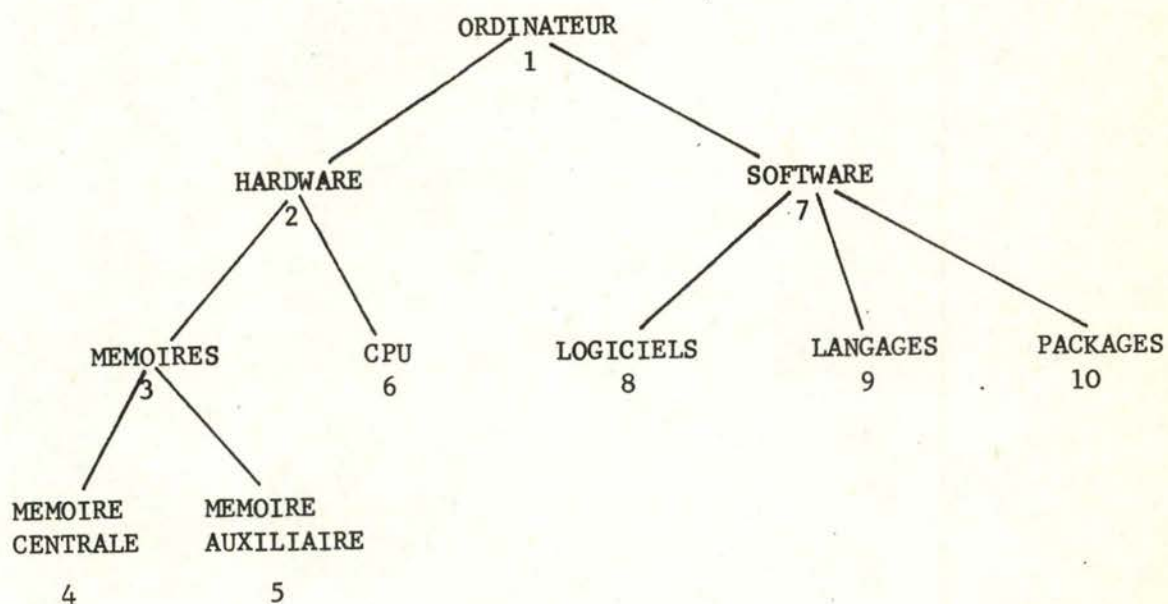 ORDINATEUR
1
HARDWARE
2
SOFTWARE
7
MEMOIRES
3
CPU
6
LOGICIELS
8
LANGAGES
9
PACKAGES
10
MEMOIRE
CENTRALE
4
MEMOIRE
AUXILIAIRE
5